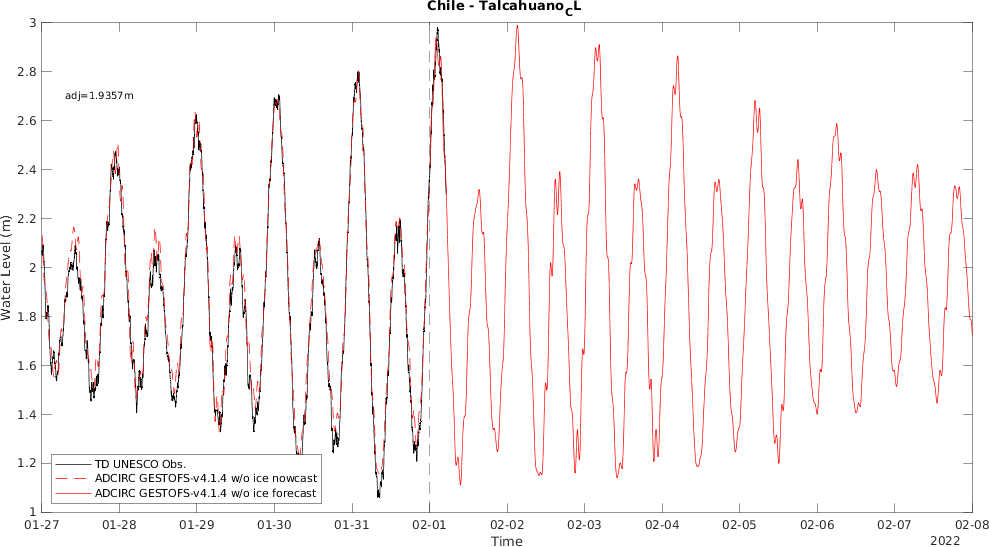 Chile - Talcahuano_CL
3
2.8
adj=1.9357m
2.6
2.4
2.2
2
1.8
1.6
1.4
1.2
1
Water Level (m)
TD UNESCO Obs.
ADCIRC GESTOFS-v4.1.4 w/o ice nowcast
ADCIRC GESTOFS-v4.1.4 w/o ice forecast
01-27 01-28 01-29 01-30 01-31 02-01 02-02 02-03 02-04 02-05 02-06 02-07 02-08
Time
2022